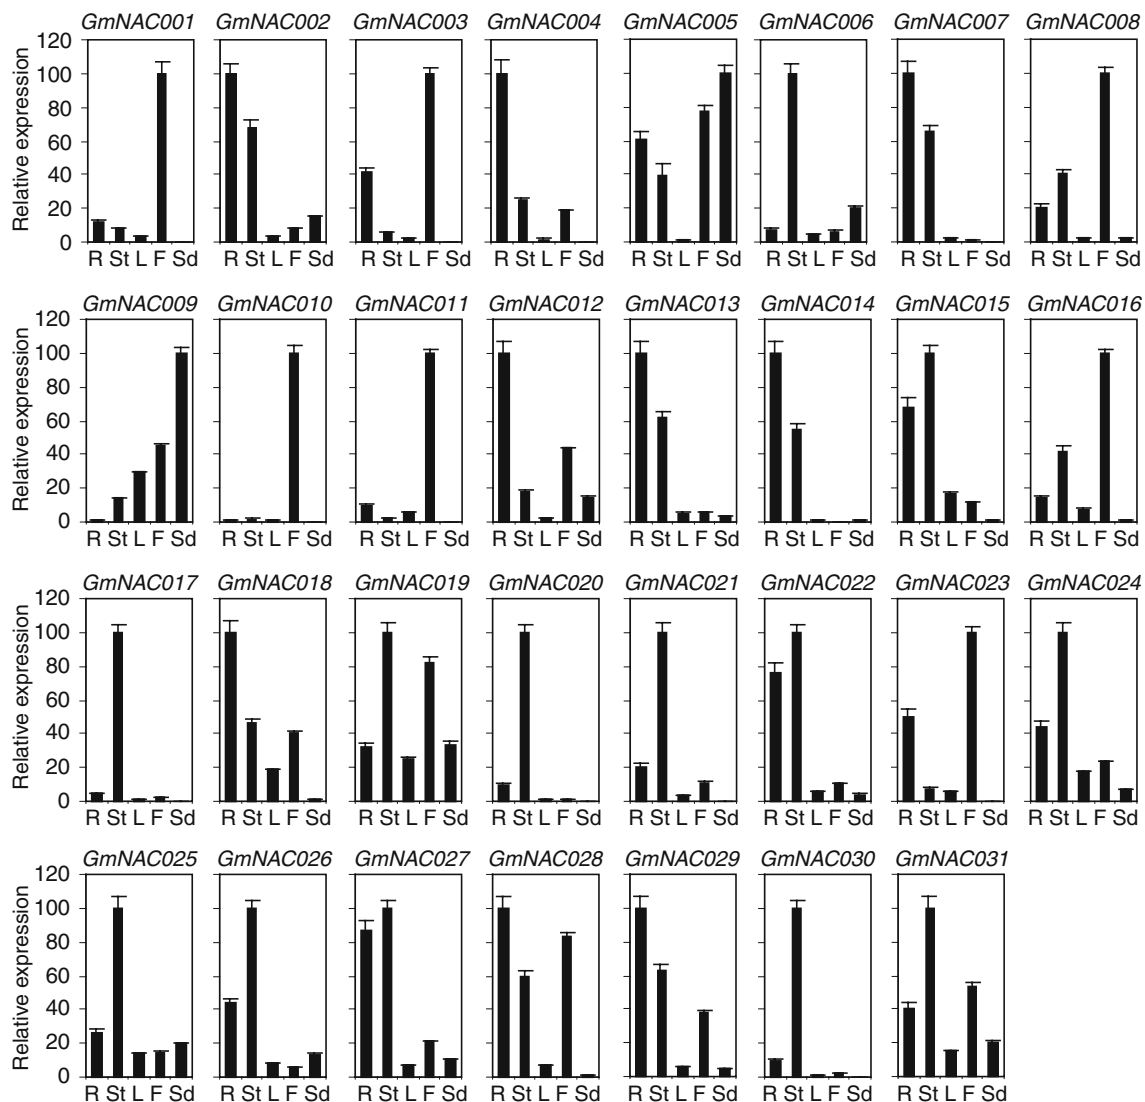 GmNAC001 GmNAC002 GmNAC003 GmNAC004 GmNAC005 GmNAC006 GmNAC007 GmNAC008
120
100
80
60
40
20
0
Relative expression
R St L F Sd R St L F Sd R St L F Sd R St L F Sd R St L F Sd R St L F Sd R St L F Sd R St L F Sd
GmNAC009 GmNAC010 GmNAC011 GmNAC012 GmNAC013 GmNAC014 GmNAC015 GmNAC016
120
100
80
60
40
20
0
Relative expression
R St L F Sd R St L F Sd R St L F Sd R St L F Sd R St L F Sd R St L F Sd R St L F Sd R St L F Sd
GmNAC017 GmNAC018 GmNAC019 GmNAC020 GmNAC021 GmNAC022 GmNAC023 GmNAC024
120
100
80
60
40
20
0
Relative expression
R St L F Sd R St L F Sd R St L F Sd R St L F Sd R St L F Sd R St L F Sd R St L F Sd R St L F Sd
GmNAC025 GmNAC026 GmNAC027 GmNAC028 GmNAC029 GmNAC030 GmNAC031
120
100
80
60
40
20
0
Relative expression
R St L F Sd R St L F Sd R St L F Sd R St L F Sd R St L F Sd R St L F Sd R St L F Sd